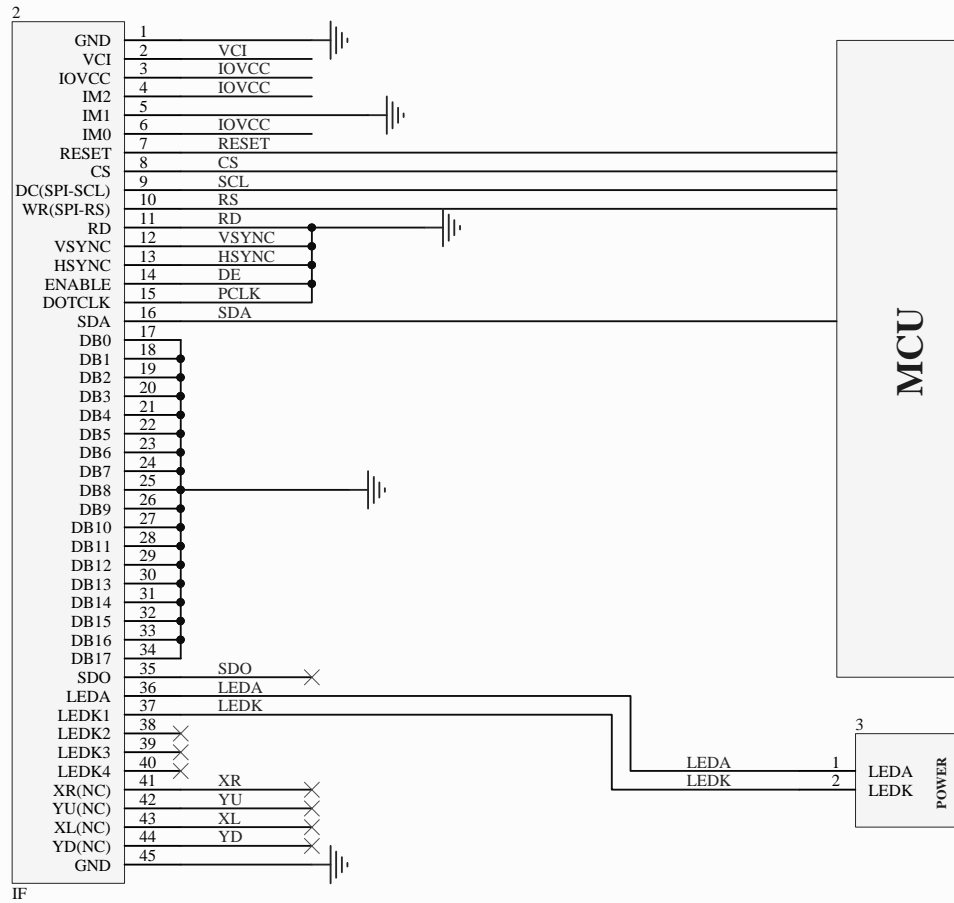 2
GND 1
VCI 2 VCI
IOVCC 3 IOVCC
IM2 4 IOVCC
IM1 5
IM0 6 IOVCC
RESET 7 RESET
CS 8 CS
DC(SPI-SCL) 9 SCL
WR(SPI-RS) 10 RS
RD 11 RD
VSYNC 12 VSYNC
HSYNC 13 HSYNC
ENABLE 14 DE
DOTCLK 15 PCLK
SDA 16 SDA
DB0 17
DB1 18
DB2 19
DB3 20
DB4 21
DB5 22
DB6 23
DB7 24
DB8 25
DB9 26
DB10 27
DB11 28
DB12 29
DB13 30
DB14 31
DB15 32
DB16 33
DB17 34
SDO 35 SDO
LEDA 36 LEDA
LEDK1 37 LEDK
LEDK2 38
LEDK3 39
LEDK4 40
XR(NC) 41 XR
YU(NC) 42 YU
XL(NC) 43 XL
YD(NC) 44 YD
GND 45
IF
MCU
3
LEDA 1 LEDA
LEDK 2 LEDK
POWER